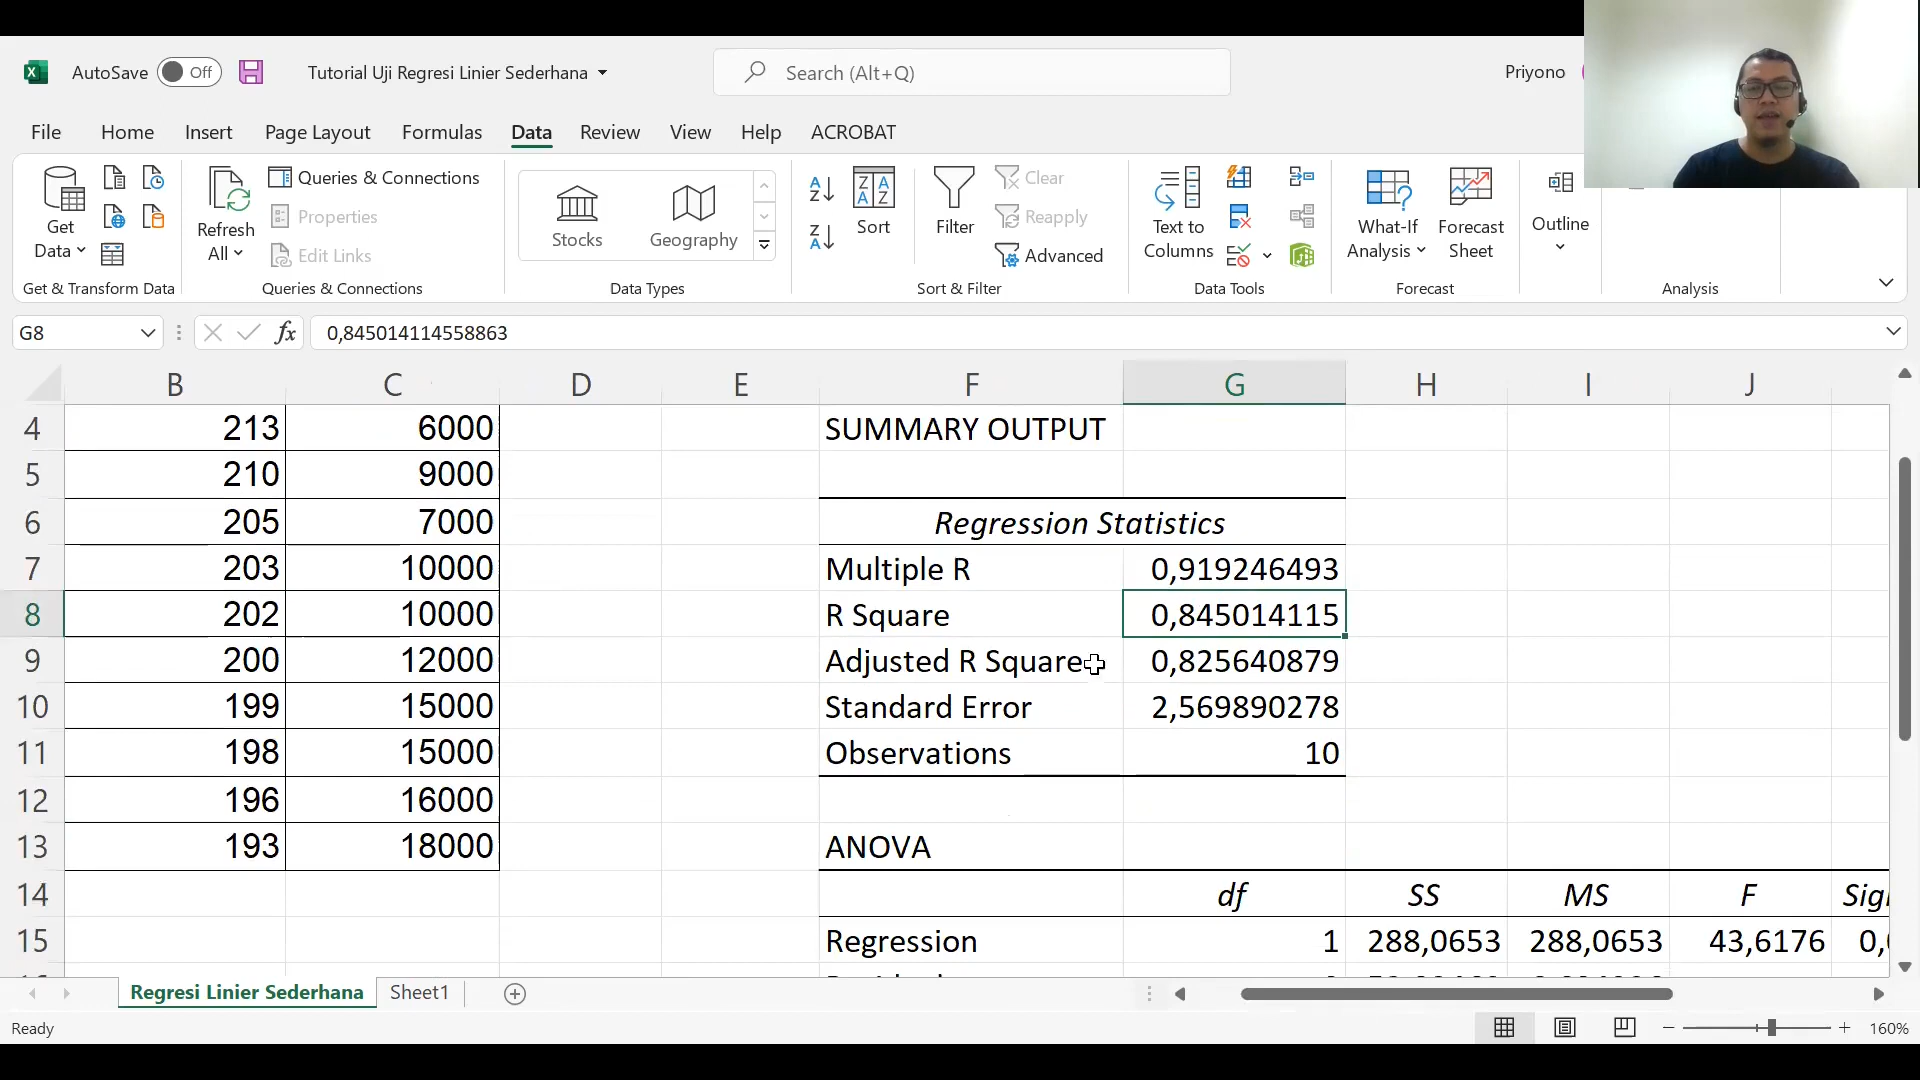 AutoSave Off Tutorial Uji Regresi Linier Sederhana Search (Alt+Q) Priyono
File Home Insert Page Layout Formulas Data Review View Help ACROBAT
Get Data
Refresh All
Queries & Connections
Properties
Edit Links
Stocks
Geography
Sort
Filter
Clear
Reapply
Advanced
Text to Columns
What-If Analysis
Forecast Sheet
Outline
Get & Transform Data
Queries & Connections
Data Types
Sort & Filter
Data Tools
Forecast
Analysis
G8 fx 0,845014114558863
B C D E F G H I J
4 213 6000 SUMMARY OUTPUT
5 210 9000
6 205 7000 Regression Statistics
7 203 10000 Multiple R 0,919246493
8 202 10000 R Square 0,845014115
9 200 12000 Adjusted R Square 0,825640879
10 199 15000 Standard Error 2,569890278
11 198 15000 Observations 10
12 196 16000
13 193 18000 ANOVA
14 df SS MS F
15 Regression 1 288,0653 288,0653 43,6176
Regresi Linier Sederhana Sheet1
Ready 160%